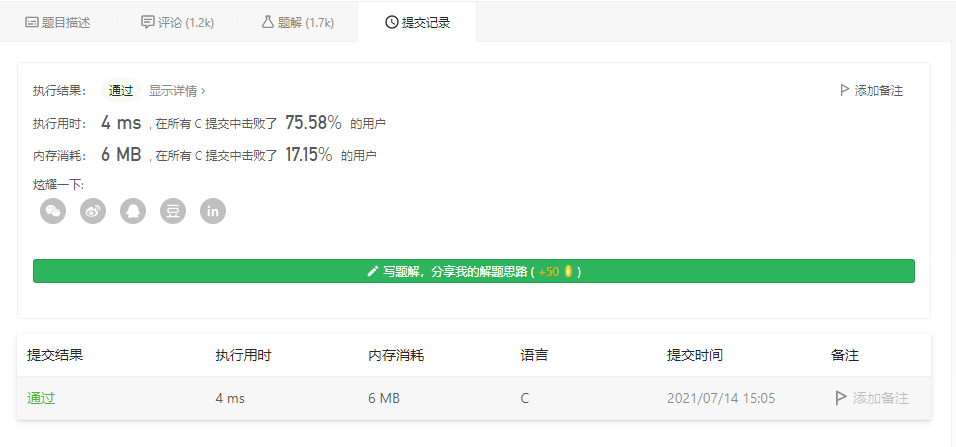 题目描述 评论 (1.2k) 题解 (1.7k) 提交记录
执行结果： 通过 显示详情 › 添加备注
执行用时： 4 ms , 在所有 C 提交中击败了 75.58% 的用户
内存消耗： 6 MB , 在所有 C 提交中击败了 17.15% 的用户
炫耀一下:
豆 in
写题解，分享我的解题思路 ( +50 )
提交结果 执行用时 内存消耗 语言 提交时间 备注
通过 4 ms 6 MB C 2021/07/14 15:05 添加备注